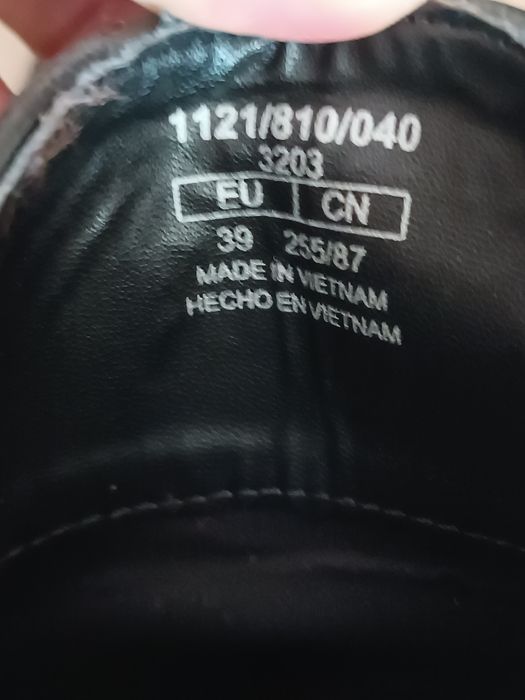 1121/810/040
3203
EU CN
39 255/87
MADE IN VIETNAM
HECHO EN VIETNAM